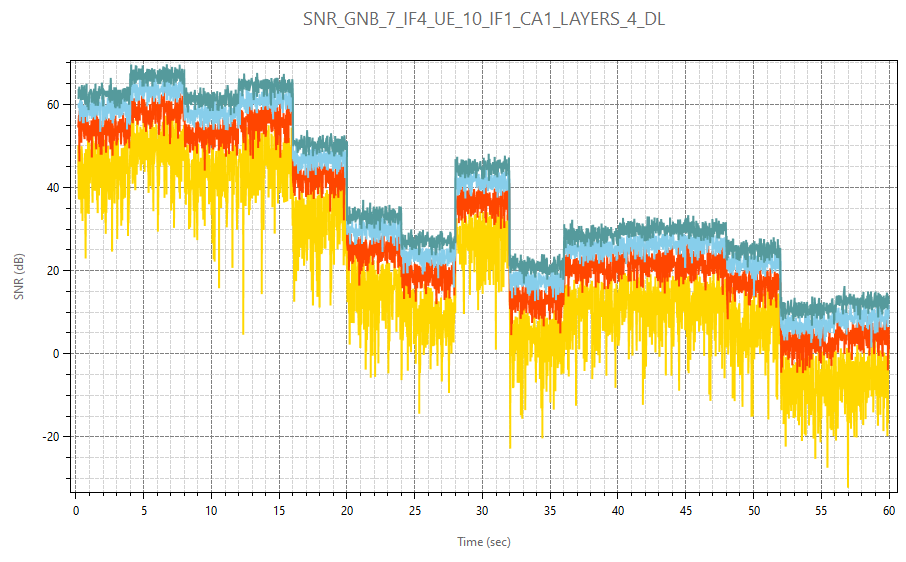 SNR_GNB_7_IF4_UE_10_IF1_CA1_LAYERS_4_DL
60
40
20
0
-20
SNR (dB)
0 5 10 15 20 25 30 35 40 45 50 55 60
Time (sec)